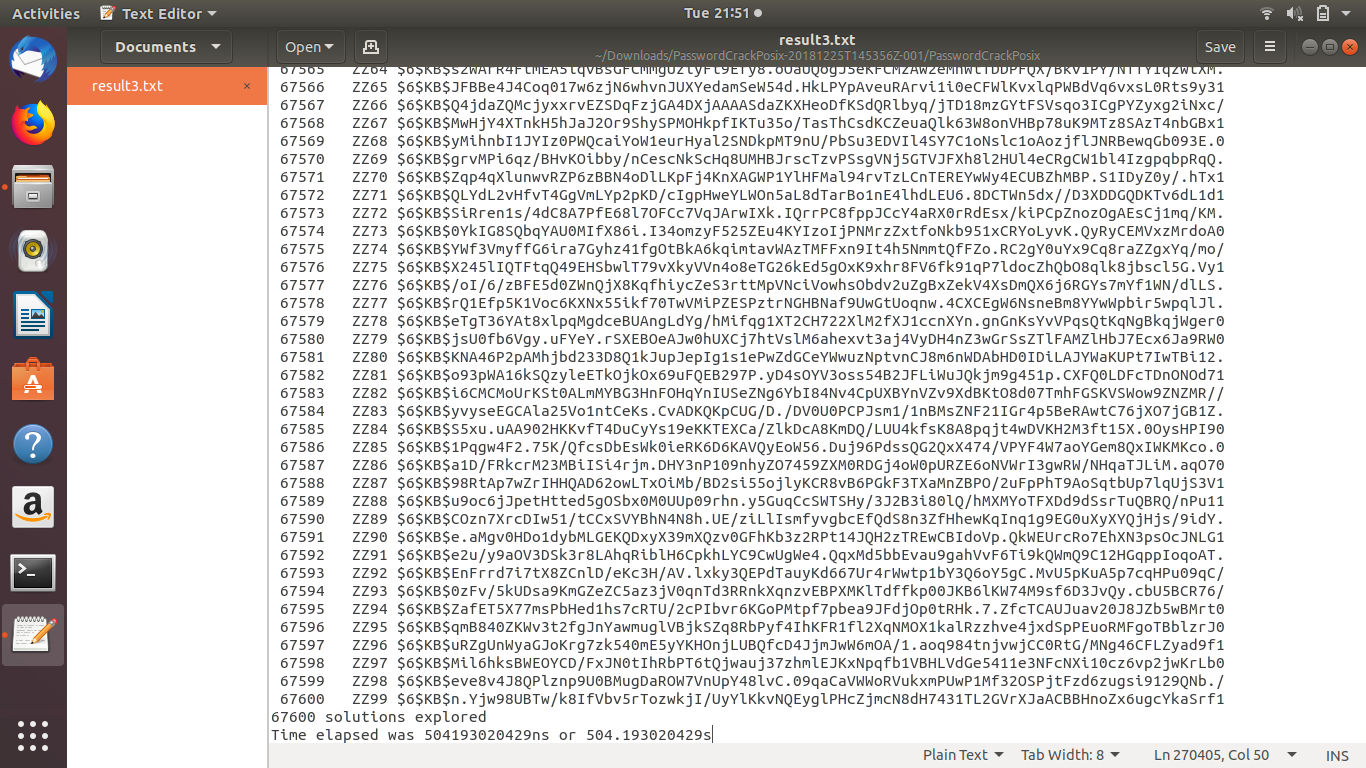 Activities Text Editor Tue 21:51
Documents Open result3.txt Save
~/Downloads/PasswordCrackPosix-20181225T145356Z-001/PasswordCrackPosix
result3.txt
67565 ZZ64
67566 ZZ65 $6$KB$JFBBe4J4Coq017w6zjN6whvnJUXYedamSeW54d.HkLPYpAveuRArvi1i0eCFWlKvxlqPWBdVq6vxsL0Rts9y31
67567 ZZ66 $6$KB$Q4jdaZQMcjyxxrvEZSDqFzjGA4DXjAAAASdaZKXHeoDfKSdQRlbyq/jTD18mzGYtFSVsqo3ICgPYZyxg2iNxc/
67568 ZZ67 $6$KB$MwHjY4XTnkH5hJaJ2Or9ShySPMOHkpfIKTu35o/TasThCsdKCZeuaQlk63W8onVHBp78uK9MTz8SAzT4nbGBx1
67569 ZZ68 $6$KB$yMihnbI1JYIz0PWQcaiYoW1eurHyal2SNDkpMT9nU/PbSu3EDVIl4SY7C1oNslc1oAozjflJNRBewqGb093E.0
67570 ZZ69 $6$KB$grvMPi6qz/BHvKOibby/nCescNkScHq8UMHBJrscTzvPSsgVNj5GTVJFXh8l2HUl4eCRgCW1bl4IzgpqbpRqQ.
67571 ZZ70 $6$KB$Zqp4qXlunwvRZP6zBBN4oDlLKpFj4KnXAGWP1YlHFMal94rvTzLCnTEREYwWy4ECUBZhMBP.S1IDyZ0y/.hTx1
67572 ZZ71 $6$KB$QLYdL2vHfvT4GgVmLYp2pKD/cIgpHweYLWOn5aL8dTarBo1nE4lhdLEU6.8DCTWn5dx//D3XDDGQDKTv6dL1d1
67573 ZZ72 $6$KB$SiRren1s/4dC8A7PfE68l7OFCc7VqJArwIXk.IQrrPC8fppJCcY4aRX0rRdEsx/kiPCpZnozOgAEsCj1mq/KM.
67574 ZZ73 $6$KB$0YkIG8SQbqYAU0MIfX86i.I34omzyF525ZEu4KYIzoIjPNMrzZxtfoNkb951xCRYoLyvK.QyRyCEMVxzMrdoA0
67575 ZZ74 $6$KB$YWf3VmyffG6ira7Gyhz41fgOtBkA6kqimtavWAzTMFFxn9It4h5NmmtQfFZo.RC2gY0uYx9Cq8raZZgxYq/mo/
67576 ZZ75 $6$KB$X245lIQTFtqQ49EHSbwlT79vXkyVVn4o8eTG26kEd5gOxK9xhr8FV6fk91qP7ldocZhQbO8qlk8jbscl5G.Vy1
67577 ZZ76 $6$KB$/oI/6/zBFE5d0ZWnQjX8KqfhiycZeS3rttMpVNciVowhsObdv2uZgBxZekV4XsDmQX6j6RGYs7mYf1WN/dlLS.
67578 ZZ77 $6$KB$rQ1Efp5K1Voc6KXNx55ikf70TwVMiPZESPztrNGHBNaf9UwGtUoqnw.4CXCEgW6NsneBm8YYwWpbir5wpqlJl.
67579 ZZ78 $6$KB$eTgT36YAt8xlpqMgdceBUAngLdYg/hMifqg1XT2CH722XlM2fXJ1ccnXYn.gnGnKsYvVPqsQtKqNgBkqjWger0
67580 ZZ79 $6$KB$jsU0fb6Vgy.uFYeY.rSXEBOeAJw0hUXCj7htVslM6ahexvt3aj4VyDH4nZ3wGrSsZTlFAMZlHbJ7Ecx6Ja9RW0
67581 ZZ80 $6$KB$KNA46P2pAMhjbd233D8Q1kJupJepIg1s1ePwZdGCeYWwuzNptvnCJ8m6nWDAbHD0IDiLAJYWaKUPt7IwTBi12.
67582 ZZ81 $6$KB$o93pWA16kSQzyleETkOjkOx69uFQEB297P.yD4sOYV3oss54B2JFLiWuJQkjm9g451p.CXFQ0LDFcTDnONOd71
67583 ZZ82 $6$KB$i6CMCMoUrKSt0ALmMYBG3HnFOHqYnIUSeZNg6YbI84Nv4CpUXBYnVZv9XdBKtO8d07TmhFGSKVSWow9ZNZMR//
67584 ZZ83 $6$KB$yvyseEGCAla25Vo1ntCeKs.CvADKQKpCUG/D./DV0U0PCPJsm1/1nBMsZNF21IGr4p5BeRAwtC76jXO7jGB1Z.
67585 ZZ84 $6$KB$S5xu.uAA902HKKvfT4DuCyYs19eKKTEXCa/ZlkDcA8KmDQ/LUU4kfsK8A8pqjt4wDVKH2M3ft15X.0OysHPI90
67586 ZZ85 $6$KB$1Pqgw4F2.75K/QfcsDbEsWk0ieRK6D6KAVQyEoW56.Duj96PdssQG2QxX474/VPYF4W7aoYGem8QxIWKMKco.0
67587 ZZ86 $6$KB$a1D/FRkcrM23MBiISi4rjm.DHY3nP109nhyZO7459ZXM0RDGj4oW0pURZE6oNVWrI3gwRW/NHqaTJLiM.aqO70
67588 ZZ87 $6$KB$98RtAp7wZrIHHQAD62owLTxOiMb/BD2si55ojlyKCR8vB6PGkF3TXaMnZBPO/2uFpPhT9AoSqtbUp7lqUjS3V1
67589 ZZ88 $6$KB$u9oc6jJpetHtted5gOSbx0M0UUp09rhn.y5GuqCcSWTSHy/3J2B3i80lQ/hMXMYoTFXDd9dSsrTuQBRQ/nPu11
67590 ZZ89 $6$KB$COzn7XrcDIw51/tCCxSVYBhN4N8h.UE/ziLlIsmfyvgbcEfQdS8n3ZfHhewKqInq1g9EG0uXyXYQjHjs/9idY.
67591 ZZ90 $6$KB$e.aMgv0HDo1dybMLGEKQDxyX39mXQzv0GFhKb3z2RPt14JQH2zTREwCBIdoVp.QkWEUrcRo7EhXN3psOcJNLG1
67592 ZZ91 $6$KB$e2u/y9aOV3DSk3r8LAhqRiblH6CpkhLYC9CwUgWe4.QqxMd5bbEvau9gahVvF6Ti9kQWmQ9C12HGqppIoqoAT.
67593 ZZ92 $6$KB$EnFrrd7i7tX8ZCnlD/eKc3H/AV.lxky3QEPdTauyKd667Ur4rWwtp1bY3Q6oY5gC.MvU5pKuA5p7cqHPu09qC/
67594 ZZ93 $6$KB$0zFv/5kUDsa9KmGZeZC5az3jV0qnTd3RRnkXqnzvEBPXMKlTdffkp00JKB6lKW74M9sf6D3JvQy.cbU5BCR76/
67595 ZZ94 $6$KB$ZafET5X77msPbHed1hs7cRTU/2cPIbvr6KGoPMtpf7pbea9JFdjOp0tRHk.7.ZfcTCAUJuav20J8JZb5wBMrt0
67596 ZZ95 $6$KB$qmB840ZKWv3t2fgJnYawmuglVBjkSZgcRbPyf4IhKFR1fl2XqNMOX1kalRzzhve4jxdSpPEuoRMFgoTBblzrJ0
67597 ZZ96 $6$KB$uRZgUnWyaGJoKrg7zk540mE5yYKHOnjLUBQfcD4JjmJwW6mOA/1.aoq984tnjvwjCC0RtG/MNg46CFLZyad9f1
67598 ZZ97 $6$KB$Mil6hksBWEOYCD/FxJN0tIhRbPT6tQjwauj37zhmlEJKxNpqfb1VBHLVdGe5411e3NFcNXi10cz6vp2jwKrLb0
67599 ZZ98 $6$KB$eve8v4J8QPlznp9U0BMugDaROW7VnUpY48lvC.09qaCaVWWoRVukxmPUwP1Mf32OSPjtFzd6zugsi9129QNb./
67600 ZZ99 $6$KB$n.Yjw98UBTw/k8IfVbv5rTozwkjI/UyYlKkvNQEyglPHcZjmcN8dH7431TL2GVrXJaACBBHnoZx6ugcYkaSrf1
67600 solutions explored
Time elapsed was 504193020429ns or 504.193020429s
Plain Text Tab Width: 8 Ln 270405, Col 50 INS